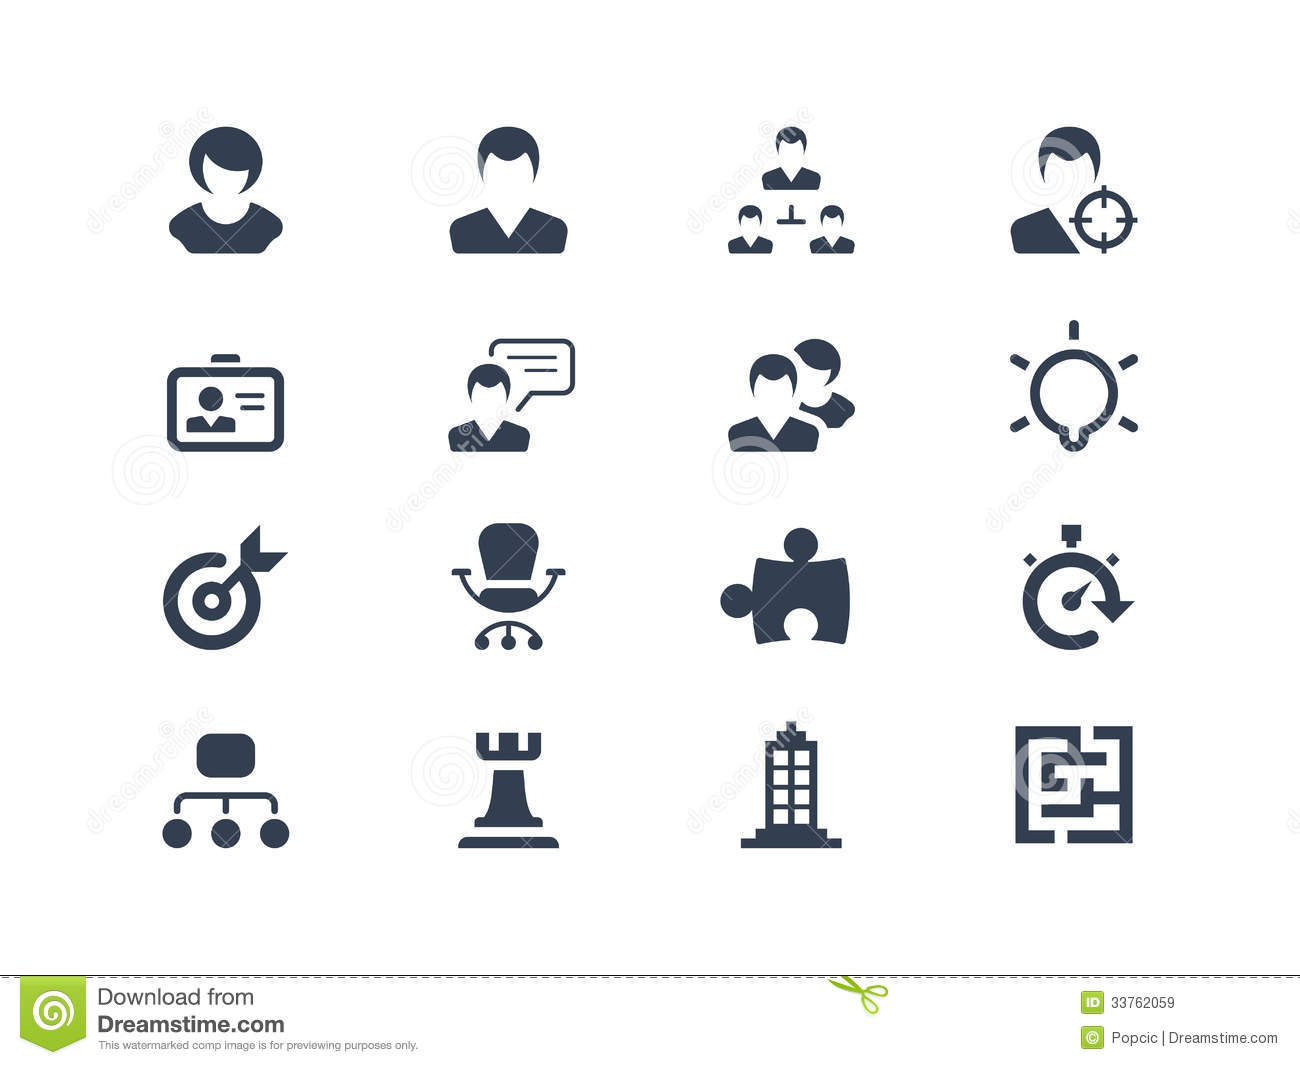 Download from
Dreamstime.com
This watermarked comp image is for previewing purposes only.
ID 33762059
© Popcic | Dreamstime.com